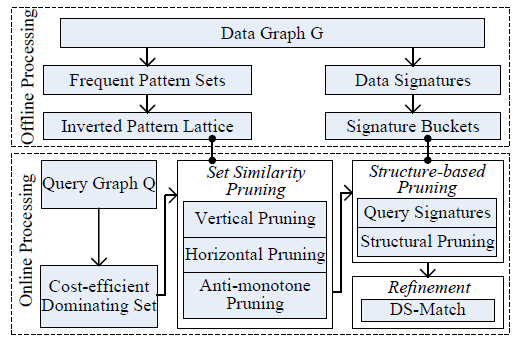 Offline Processing
Data Graph G
Frequent Pattern Sets
Data Signatures
Inverted Pattern Lattice
Signature Buckets
Online Processing
Query Graph Q
Cost-efficient
Dominating Set
Set Similarity
Pruning
Vertical Pruning
Horizontal Pruning
Anti-monotone
Pruning
Structure-based
Pruning
Query Signatures
Structural Pruning
Refinement
DS-Match